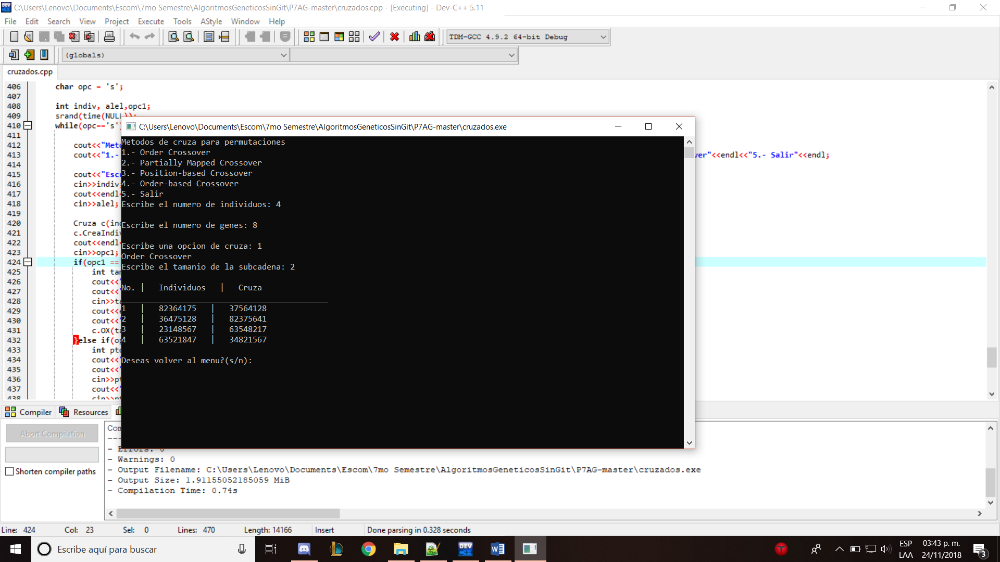 C:\Users\Lenovo\Documents\Escom\7mo Semestre\AlgoritmosGeneticosSinGit\P7AG-master\cruzados.cpp - [Executing] - Dev-C++ 5.11
File Edit Search View Project Execute Tools AStyle Window Help
TDM-GCC 4.9.2 64-bit Debug
(globals)
cruzados.cpp
406 char opc = 's';
407
408 int indiv, alel,opc1;
409 srand(time(NULL));
410 while(opc=='s')
411
412 cout<<"Met
413 cout<<"1.- ver"<<endl<<"5.- Salir"<<endl;
414
415 cout<<"Esc
416 cin>>indiv
417 cout<<endl
418 cin>>alel;
419
420 Cruza c(in
421 c.CreaIndi
422 cout<<endl
423 cin>>opc1;
424 if(opc1 ==
425 int tam
426 cout<<"
427 cout<<"
428 cin>>ta
429 cout<<e
430 cout<<"
431 c.OX(ta
432 }else if(op
433 int pto
434 cout<<"
435 cout<<"
436 cin>>pt
437 cout<<"
438 cin>>pt
C:\Users\Lenovo\Documents\Escom\7mo Semestre\AlgoritmosGeneticosSinGit\P7AG-master\cruzados.exe
Metodos de cruza para permutaciones
1.- Order Crossover
2.- Partially Mapped Crossover
3.- Position-based Crossover
4.- Order-based Crossover
5.- Salir
Escribe el numero de individuos: 4
Escribe el numero de genes: 8
Escribe una opcion de cruza: 1
Order Crossover
Escribe el tamanio de la subcadena: 2
No. | Individuos | Cruza
1 | 82364175 | 37564128
2 | 36475128 | 82375641
3 | 23148567 | 63548217
4 | 63521847 | 34821567
Deseas volver al menu?(s/n):
Compiler Resources
Abort Compilation
Shorten compiler paths
Com
- Errors: 0
- Warnings: 0
- Output Filename: C:\Users\Lenovo\Documents\Escom\7mo Semestre\AlgoritmosGeneticosSinGit\P7AG-master\cruzados.exe
- Output Size: 1.91155052185059 MiB
- Compilation Time: 0.74s
Line: 424 Col: 23 Sel: 0 Lines: 470 Length: 14166 Insert Done parsing in 0.328 seconds
Escribe aquí para buscar
DEV
ESP
LAA
03:43 p. m.
24/11/2018
3